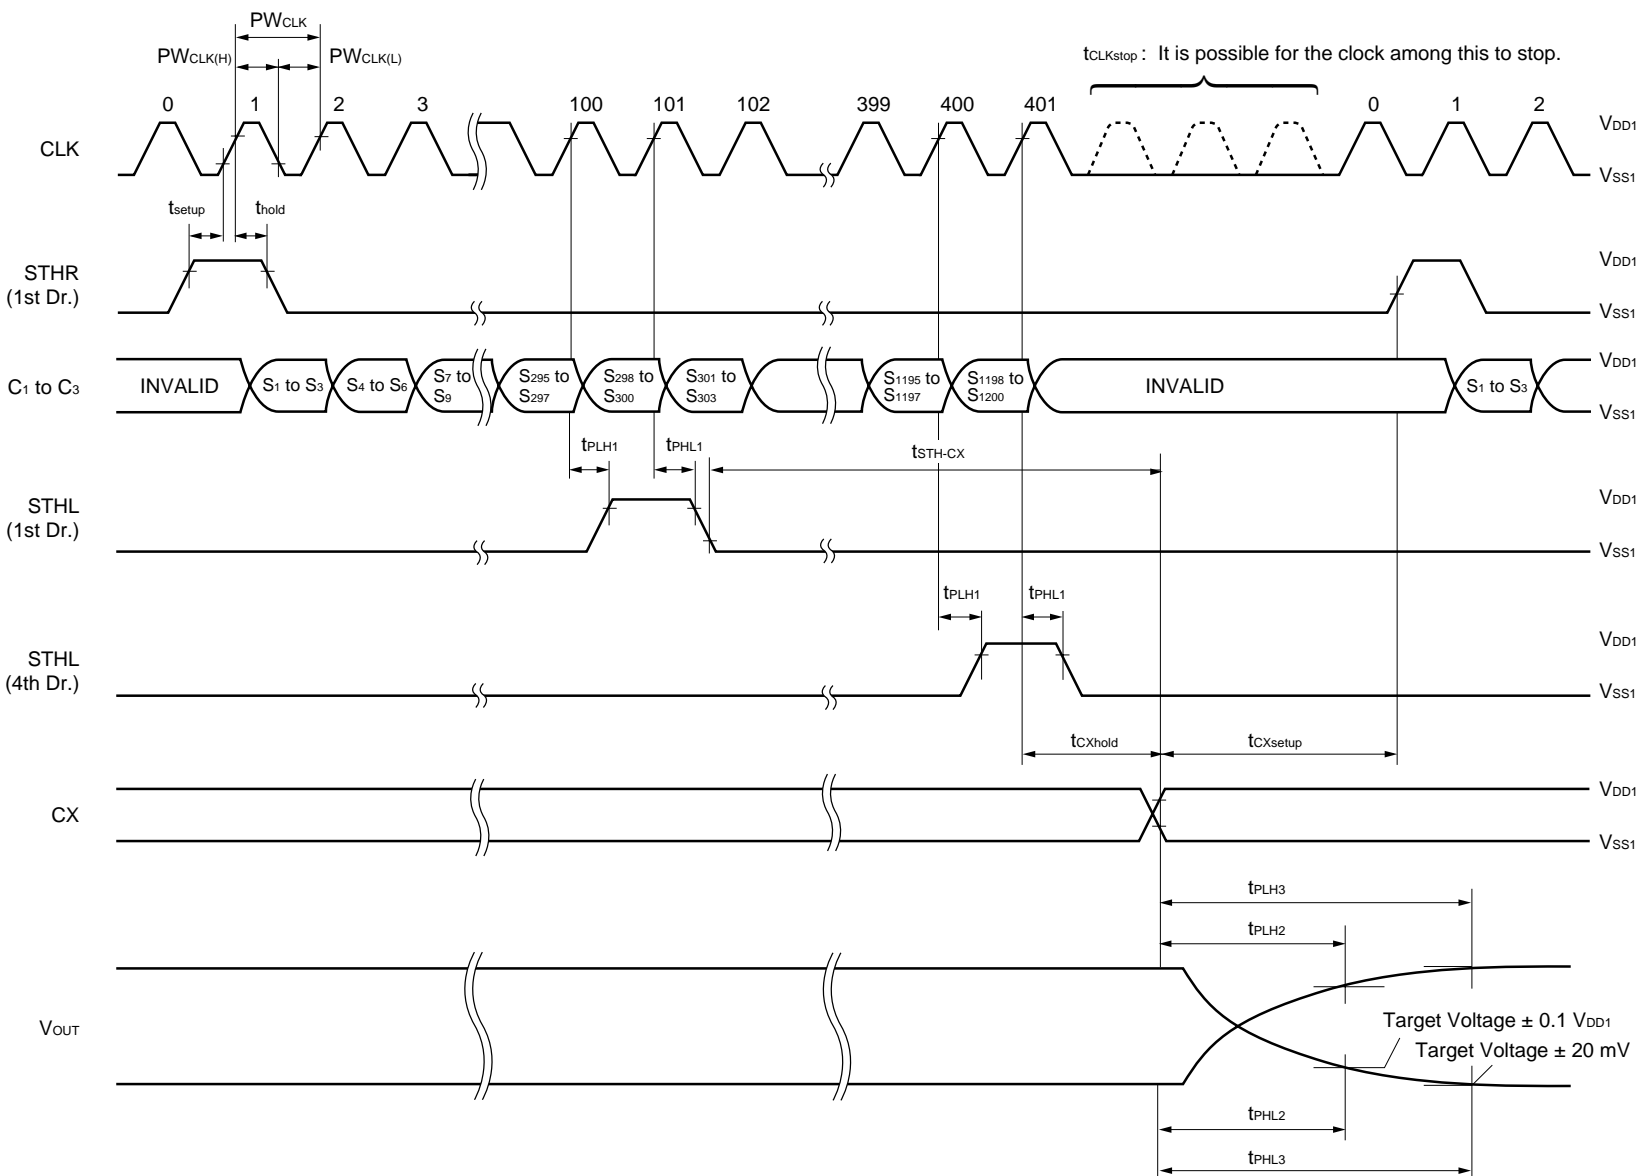 PWCLK
PWCLK(H) PWCLK(L)
tCLKstop : It is possible for the clock among this to stop.
0 1 2 3 100 101 102 399 400 401 0 1 2
CLK
VDD1
VSS1
tsetup thold
STHR
(1st Dr.)
VDD1
VSS1
C1 to C3
INVALID
S1 to S3
S4 to S6
S7 to
S9
S295 to
S297
S298 to
S300
S301 to
S303
S1195 to
S1197
S1198 to
S1200
INVALID
S1 to S3
VDD1
VSS1
tPLH1 tPHL1 tSTH-CX
STHL
(1st Dr.)
VDD1
VSS1
tPLH1 tPHL1
STHL
(4th Dr.)
VDD1
VSS1
tCXhold tCXsetup
CX
VDD1
VSS1
tPLH3
tPLH2
VOUT
Target Voltage ± 0.1 VDD1
Target Voltage ± 20 mV
tPHL2
tPHL3